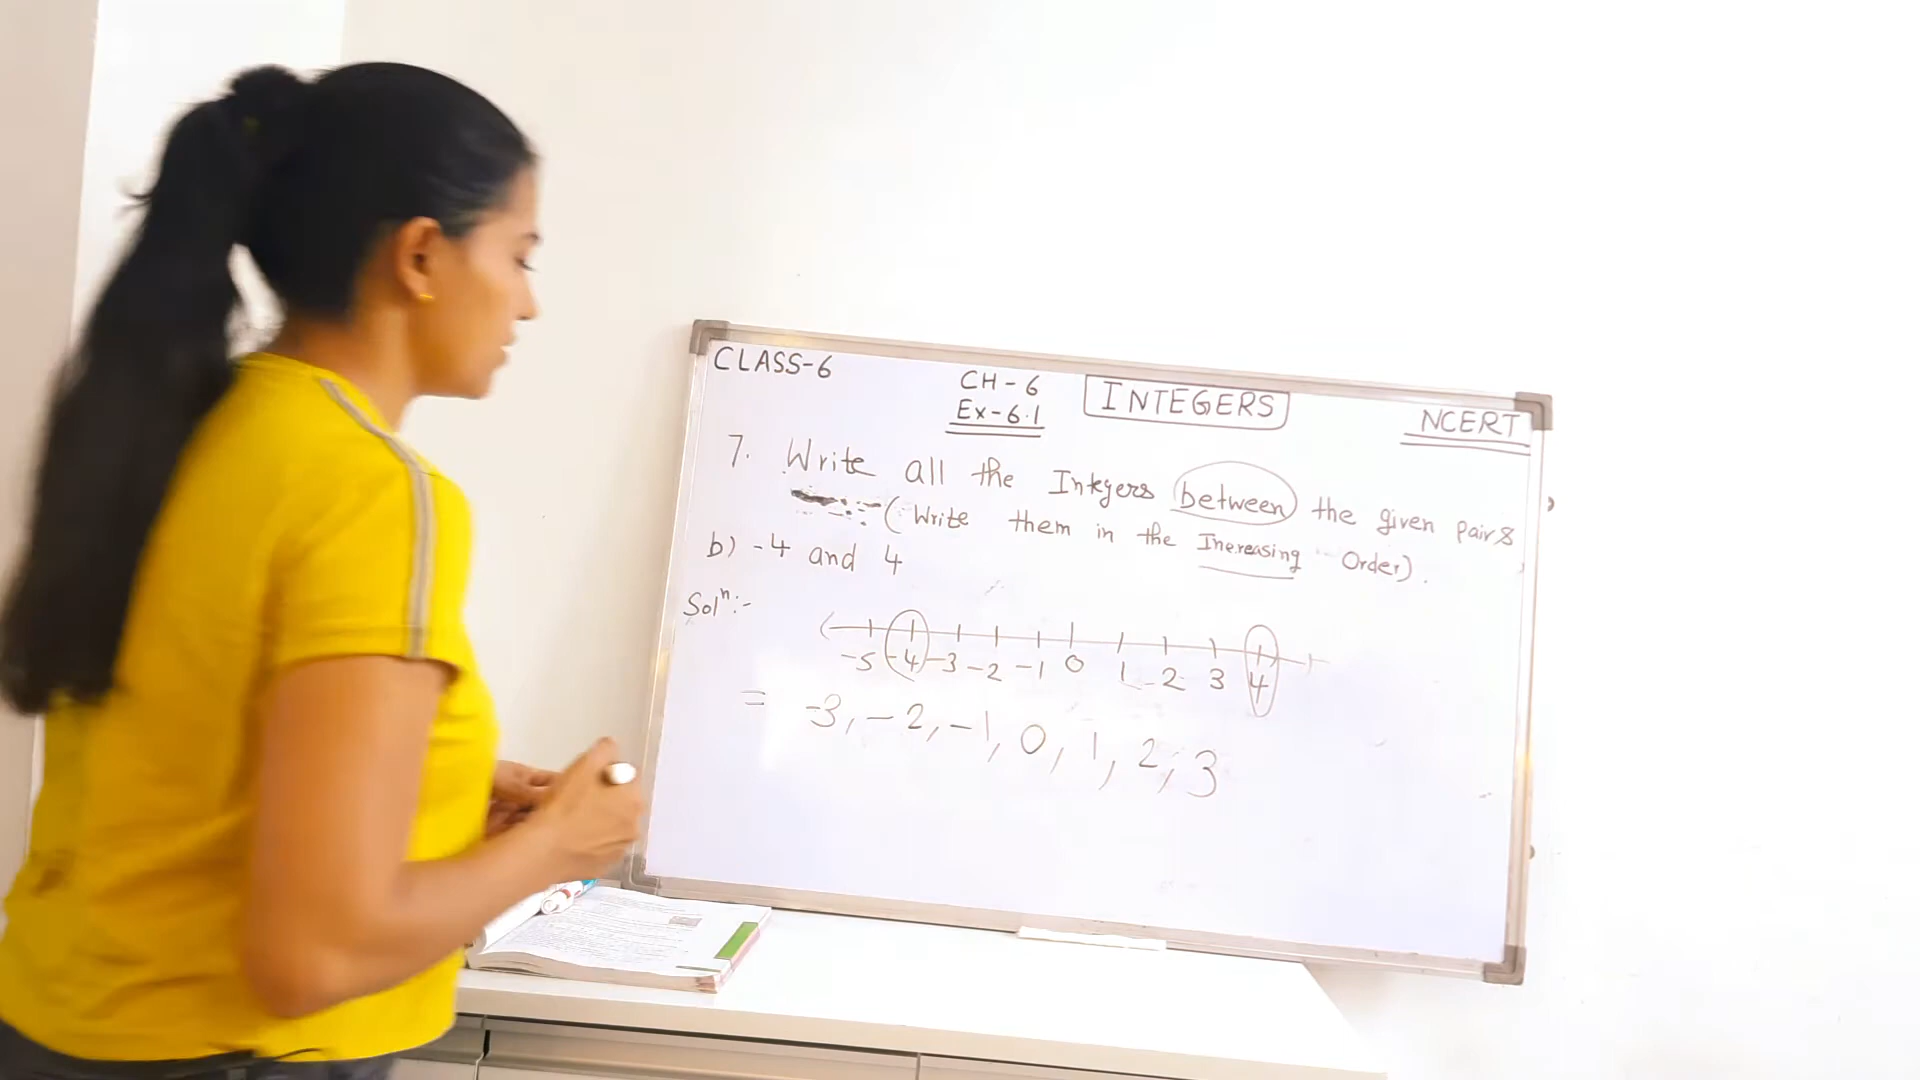 CLASS-6
CH-6
Ex-6.1
INTEGERS
NCERT
7. Write all the Integers between the given pairs
(Write them in the Increasing Order).
b) -4 and 4
Solⁿ:-
-5 -4 -3 -2 -1 0 1 2 3 4
= -3, -2, -1, 0, 1, 2, 3